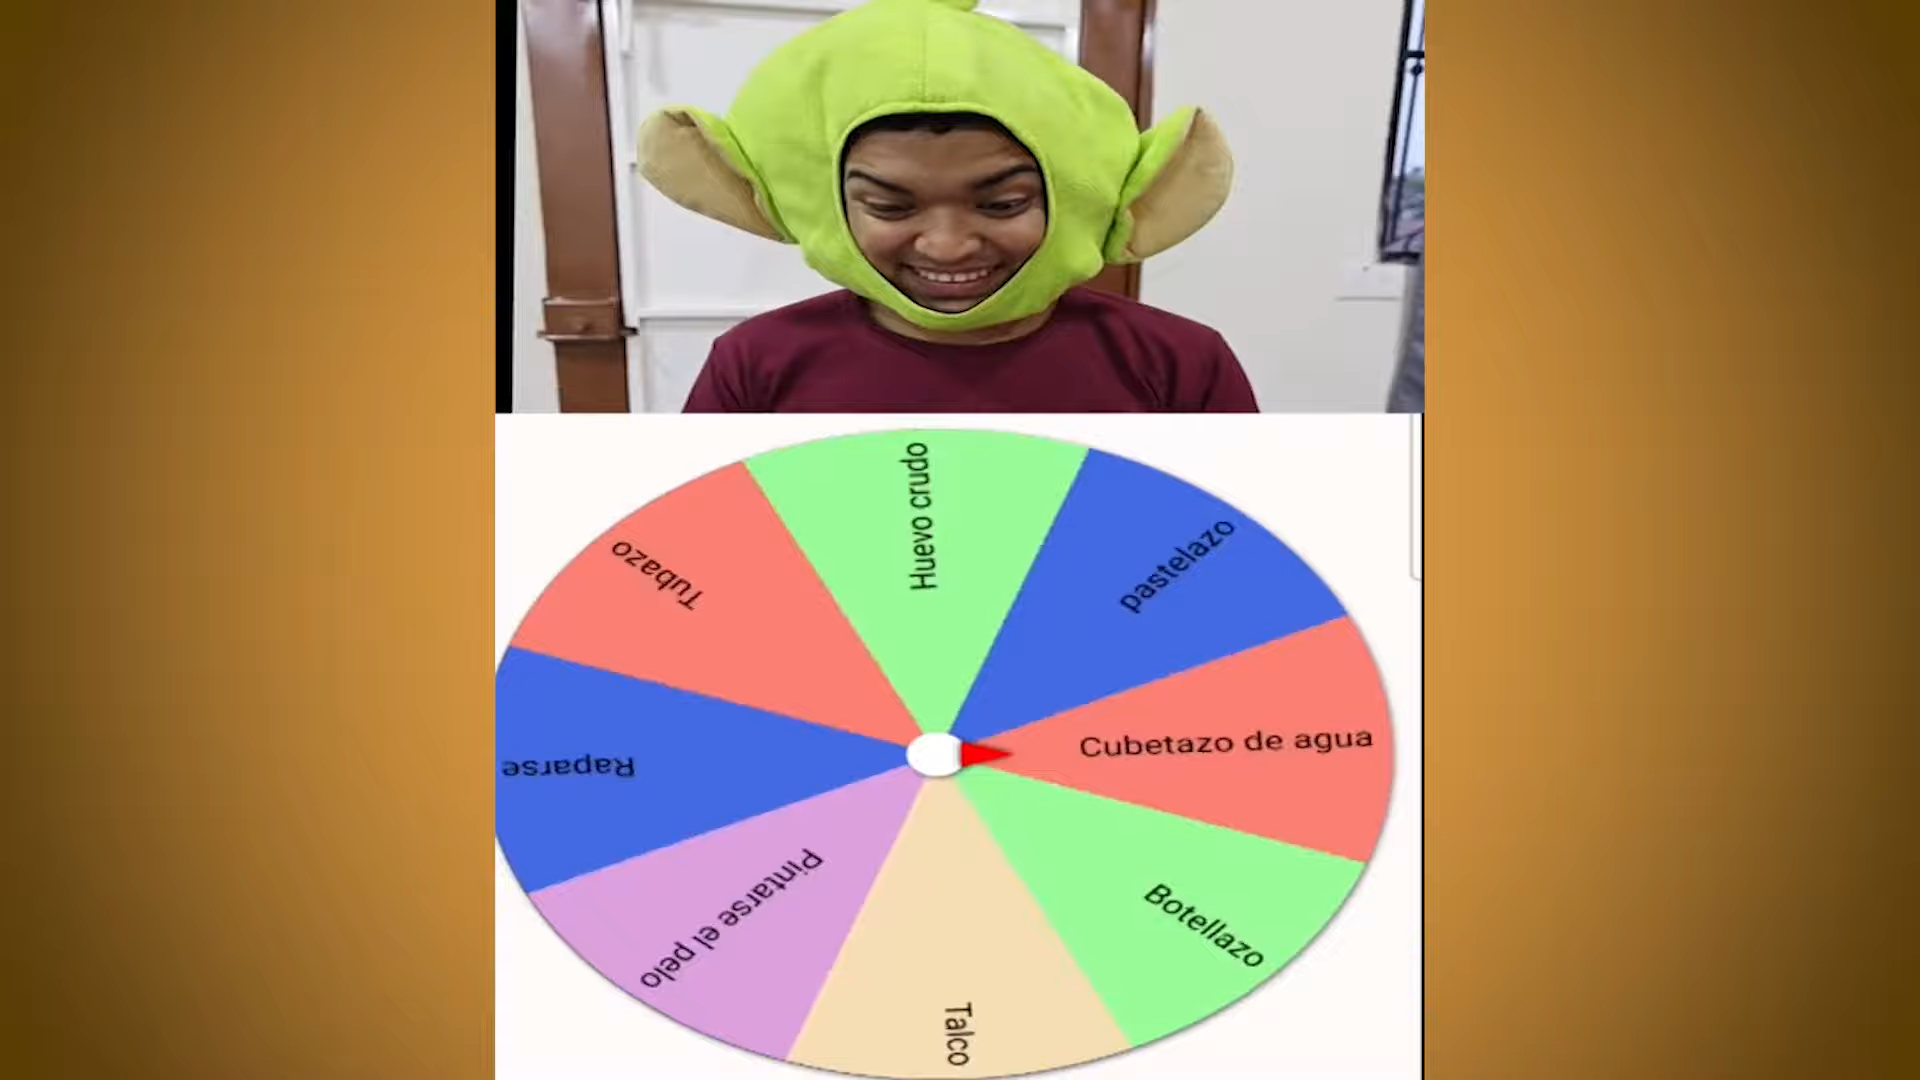 Huevo crudo
pastelazo
Cubetazo de agua
Botellazo
Talco
Pintarse el pelo
Raparse
Tubazo